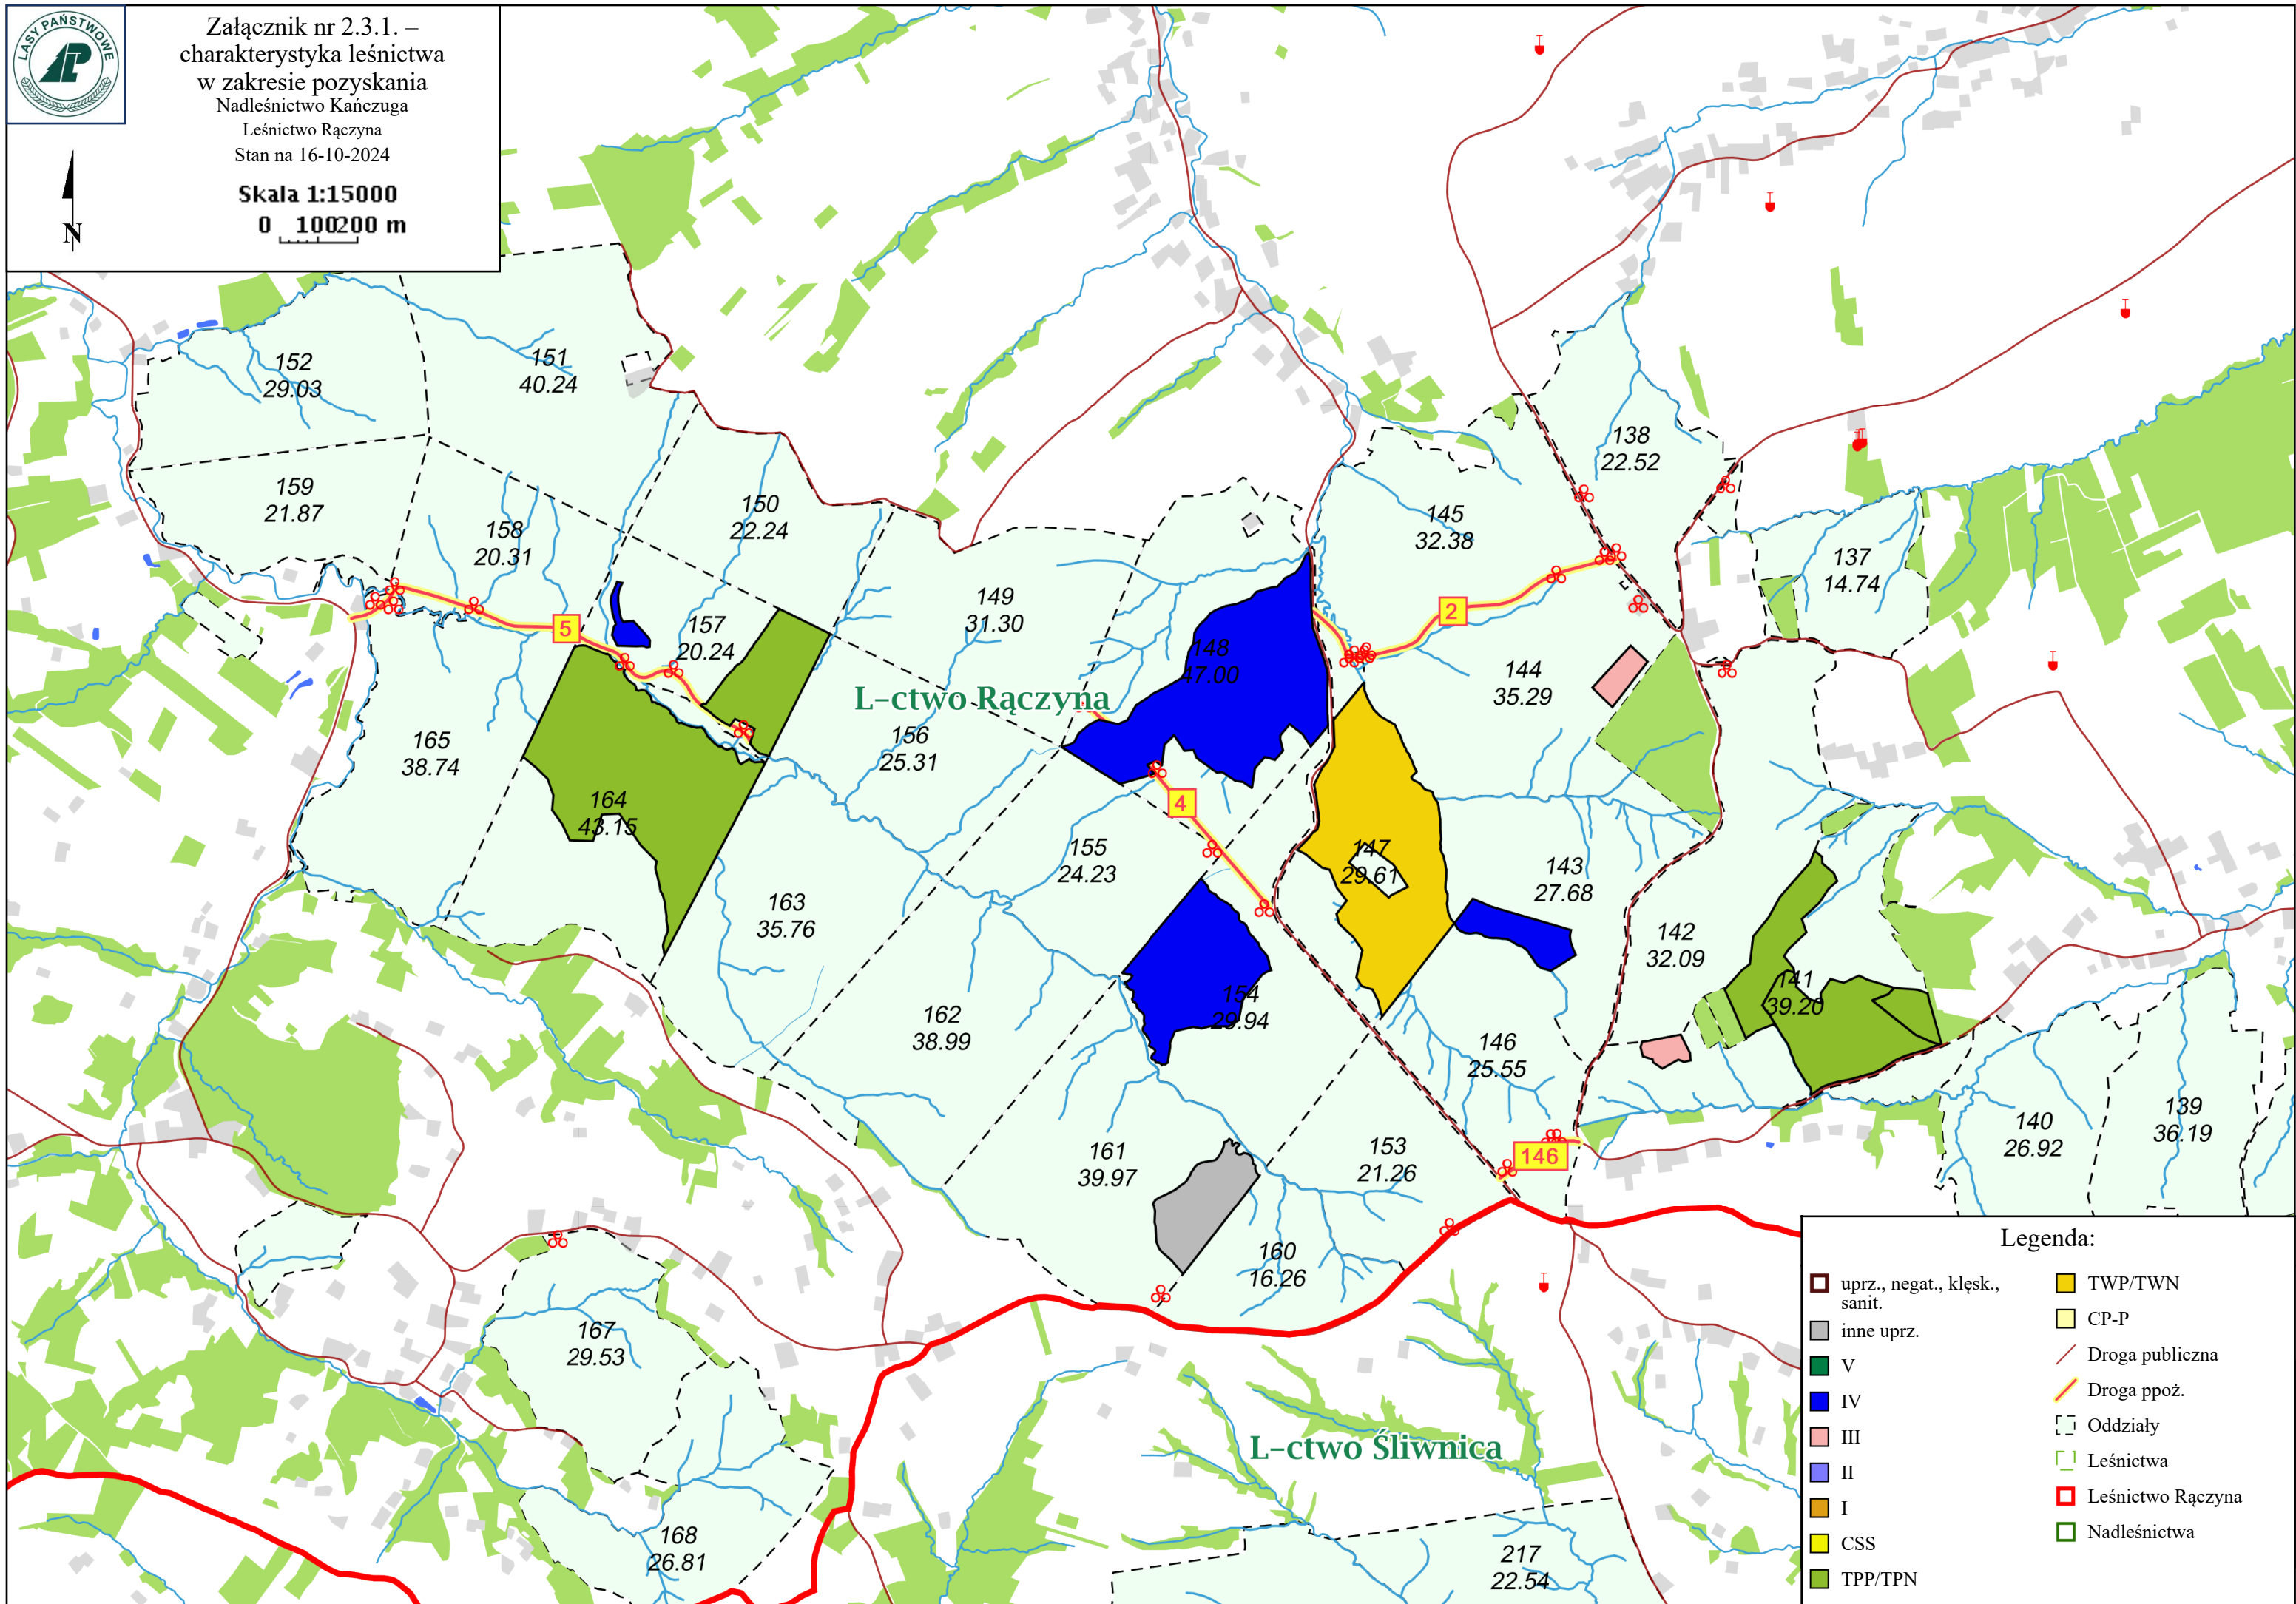 LASY PAŃSTWOWE
Załącznik nr 2.3.1. –
charakterystyka leśnictwa
w zakresie pozyskania
Nadleśnictwo Kańczuga
Leśnictwo Rączyna
Stan na 16-10-2024
Skala 1:15000
0 100200 m
N
152
29.03
151
40.24
138
22.52
159
21.87
150
22.24
145
32.38
158
20.31
137
14.74
149
31.30
2
5
157
20.24
148
47.00
144
35.29
L-ctwo Rączyna
165
38.74
156
25.31
164
43.15
4
155
24.23
147
29.61
143
27.68
163
35.76
142
32.09
141
39.20
154
29.94
162
38.99
146
25.55
140
26.92
139
36.19
161
39.97
153
21.26
146
160
16.26
167
29.53
L-ctwo Śliwnica
168
26.81
217
22.54
Legenda:
uprz., negat., klęsk.,
sanit.
inne uprz.
V
IV
III
II
I
CSS
TPP/TPN
TWP/TWN
CP-P
Droga publiczna
Droga ppoż.
Oddziały
Leśnictwa
Leśnictwo Rączyna
Nadleśnictwa